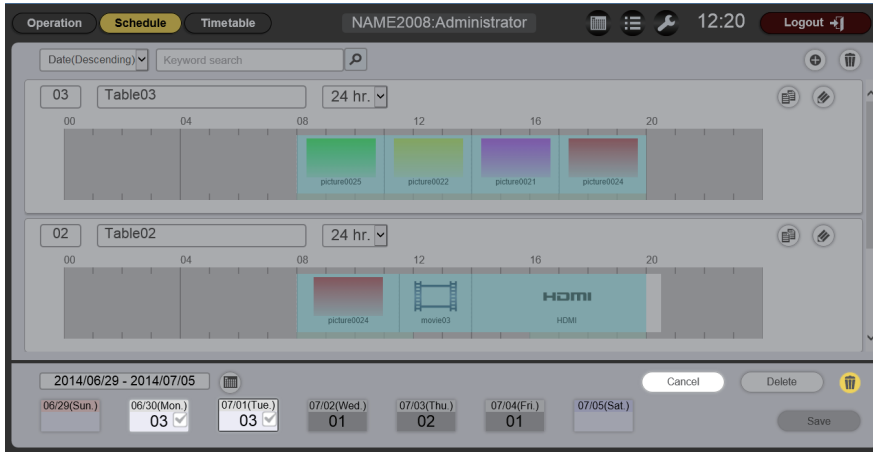 Operation Schedule Timetable NAME2008:Administrator 12:20 Logout
Date(Descending) Keyword search
03 Table03 24 hr.
00 04 08 12 16 20
picture0025 picture0022 picture0021 picture0024
02 Table02 24 hr.
00 04 08 12 16 20
HDMI
picture0024 movie03 HDMI
2014/06/29 - 2014/07/05 Cancel Delete
06/29(Sun.) 06/30(Mon.) 07/01(Tue.) 07/02(Wed.) 07/03(Thu.) 07/04(Fri.) 07/05(Sat.)
03 03 01 02 01 Save